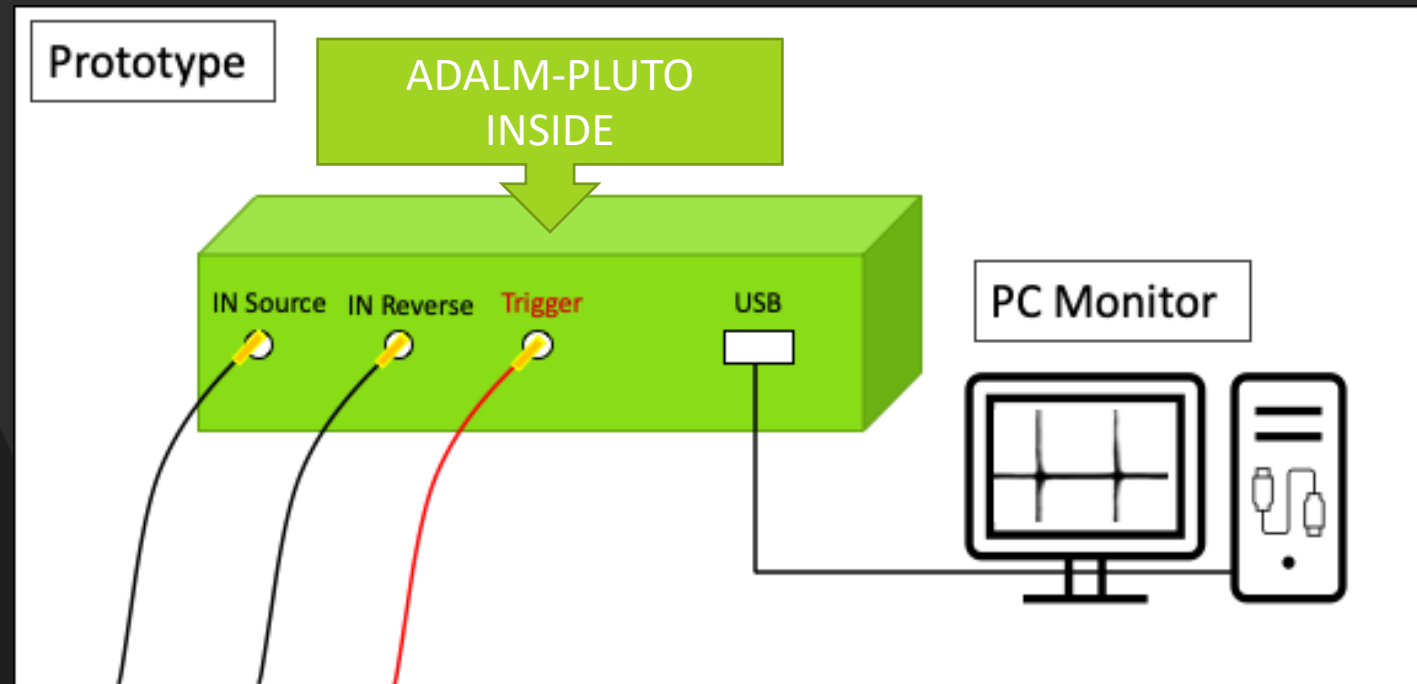 Prototype
ADALM-PLUTO
INSIDE
IN Source
IN Reverse
Trigger
USB
PC Monitor